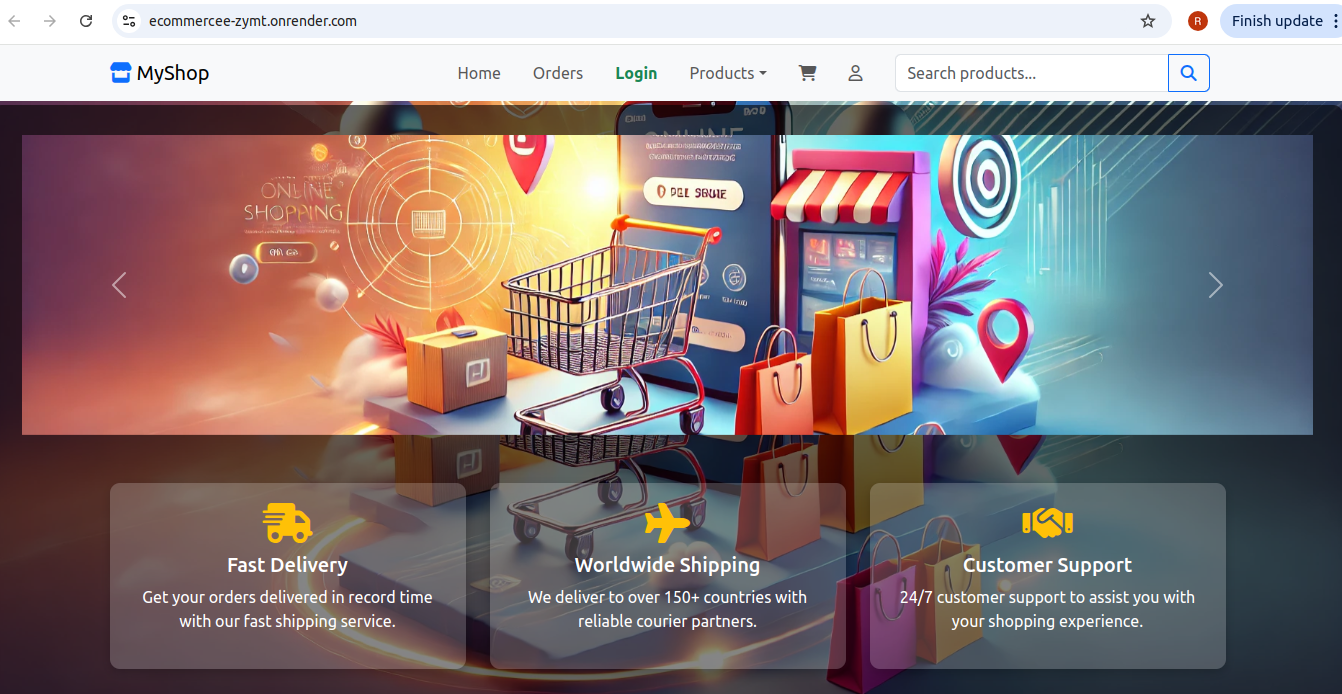 ecommercee-zymt.onrender.com
R
Finish update
MyShop
Home
Orders
Login
Products
Search products...
ONLINE
SHOPPING
Fast Delivery
Get your orders delivered in record time
with our fast shipping service.
Worldwide Shipping
We deliver to over 150+ countries with
reliable courier partners.
Customer Support
24/7 customer support to assist you with
your shopping experience.